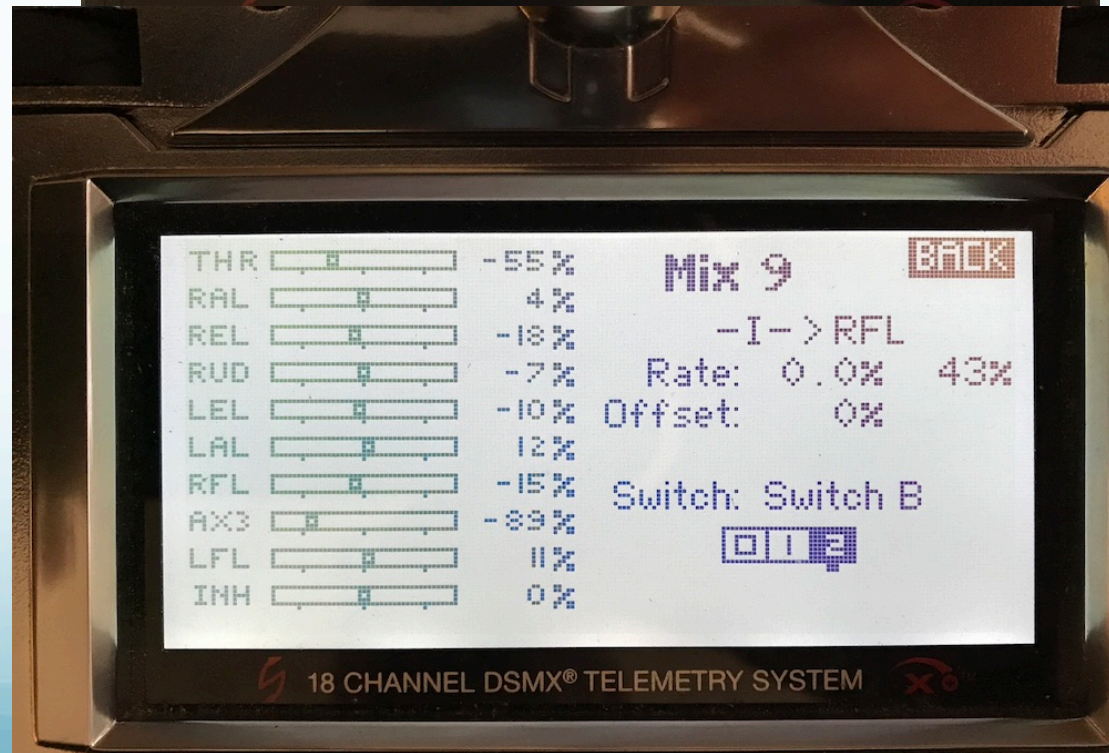 THR -55%
RAL 4%
REL -18%
RUD -7%
LEL -10%
LAL 12%
RFL -15%
AX3 -89%
LFL 11%
INH 0%
Mix 9
BACK
-I->RFL
Rate: 0.0% 43%
Offset: 0%
Switch: Switch B
0 1 2
18 CHANNEL DSMX® TELEMETRY SYSTEM